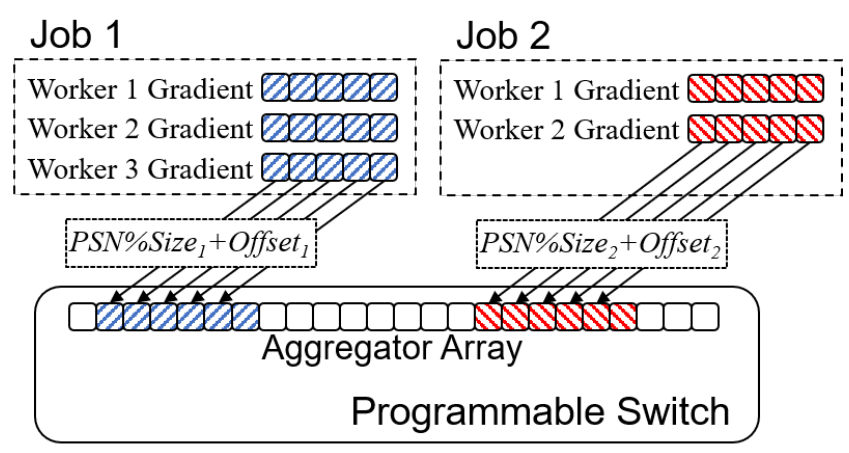 Job 1
Worker 1 Gradient
Worker 2 Gradient
Worker 3 Gradient
PSN%Size₁+Offset₁
Job 2
Worker 1 Gradient
Worker 2 Gradient
PSN%Size₂+Offset₂
Aggregator Array
Programmable Switch